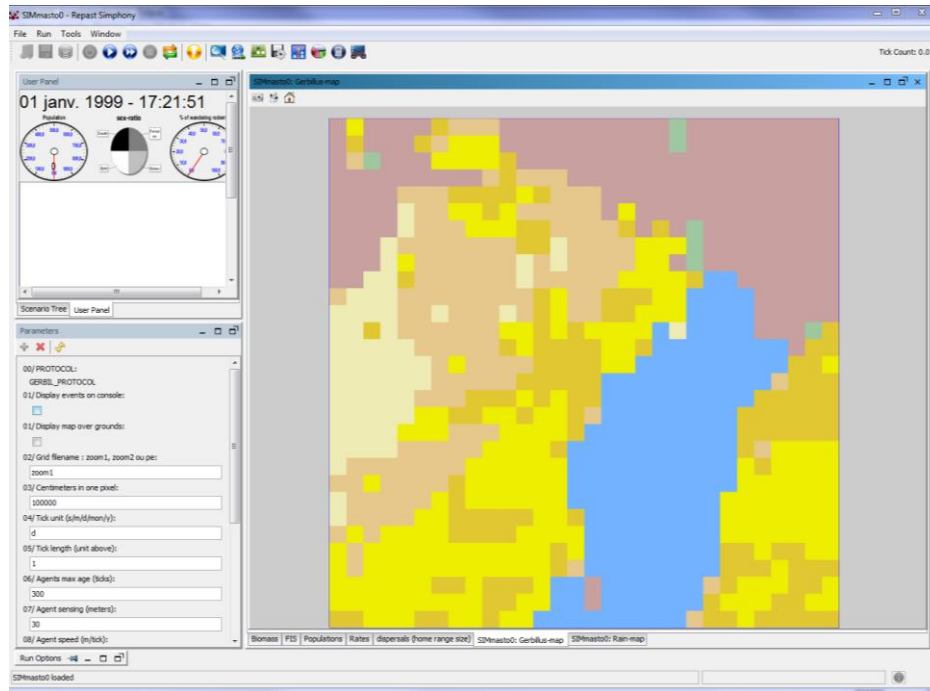 SIMmasto0 - Repast Simphony
File Run Tools Window
Tick Count: 0.0
User Panel
01 janv. 1999 - 17:21:51
Population
sex-ratio
% of wandering rodents
Scenario Tree
User Panel
Parameters
00/ PROTOCOL:
GERBIL_PROTOCOL
01/ Display events on console:
01/ Display map over grounds:
02/ Grid filename : zoom1, zoom2 ou pe:
zoom1
03/ Centimeters in one pixel:
100000
04/ Tick unit (s/m/d/mon/y):
d
05/ Tick length (unit above):
1
06/ Agents max age (ticks):
300
07/ Agent sensing (meters):
30
08/ Agent speed (m/tick):
Run Options
SIMmasto0 loaded
SIMmasto0: Gerbillus-map
Biomass FIS Populations Rates dispersals (home range size) SIMmasto0: Gerbillus-map SIMmasto0: Rain-map